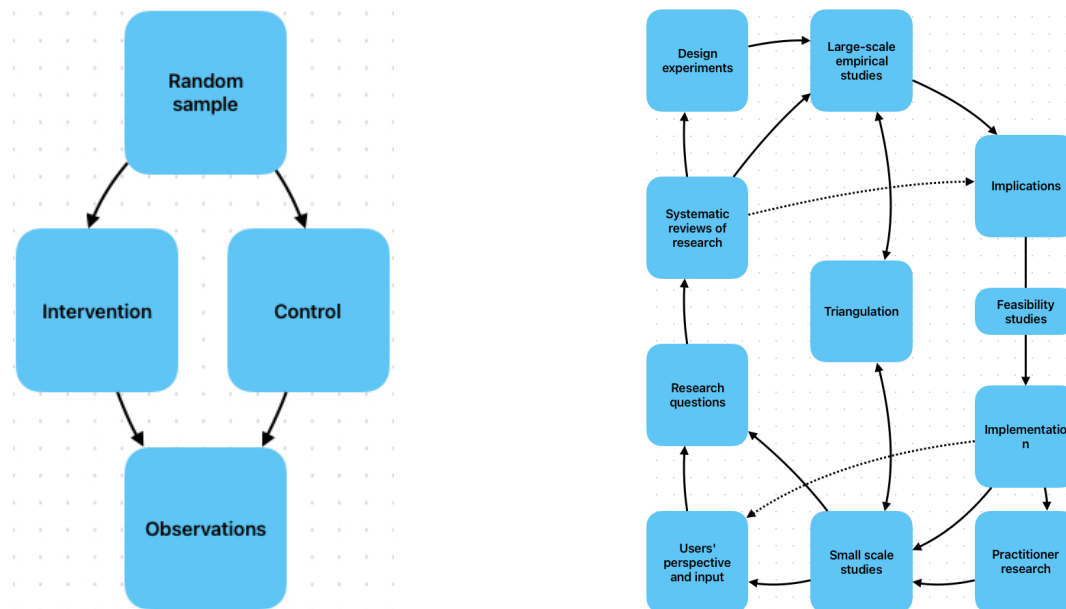 Random
sample
Intervention
Control
Observations
Design
experiments
Large-scale
empirical
studies
Systematic
reviews of
research
Implications
Triangulation
Feasibility
studies
Research
questions
Implementatio
n
Users'
perspective
and input
Small scale
studies
Practitioner
research